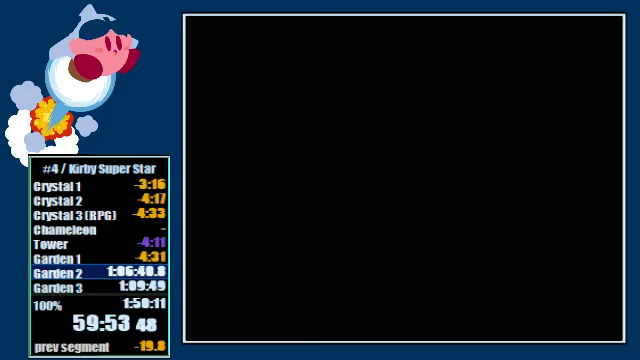 #4 / Kirby Super Star
Crystal 1 -3:16
Crystal 2 -4:17
Crystal 3 (RPG) -4:33
Chameleon -
Tower -4:11
Garden 1 -4:31
Garden 2 1:06:40.8
Garden 3 1:09:49
100% 1:50:11
59:53 48
prev segment -19.8